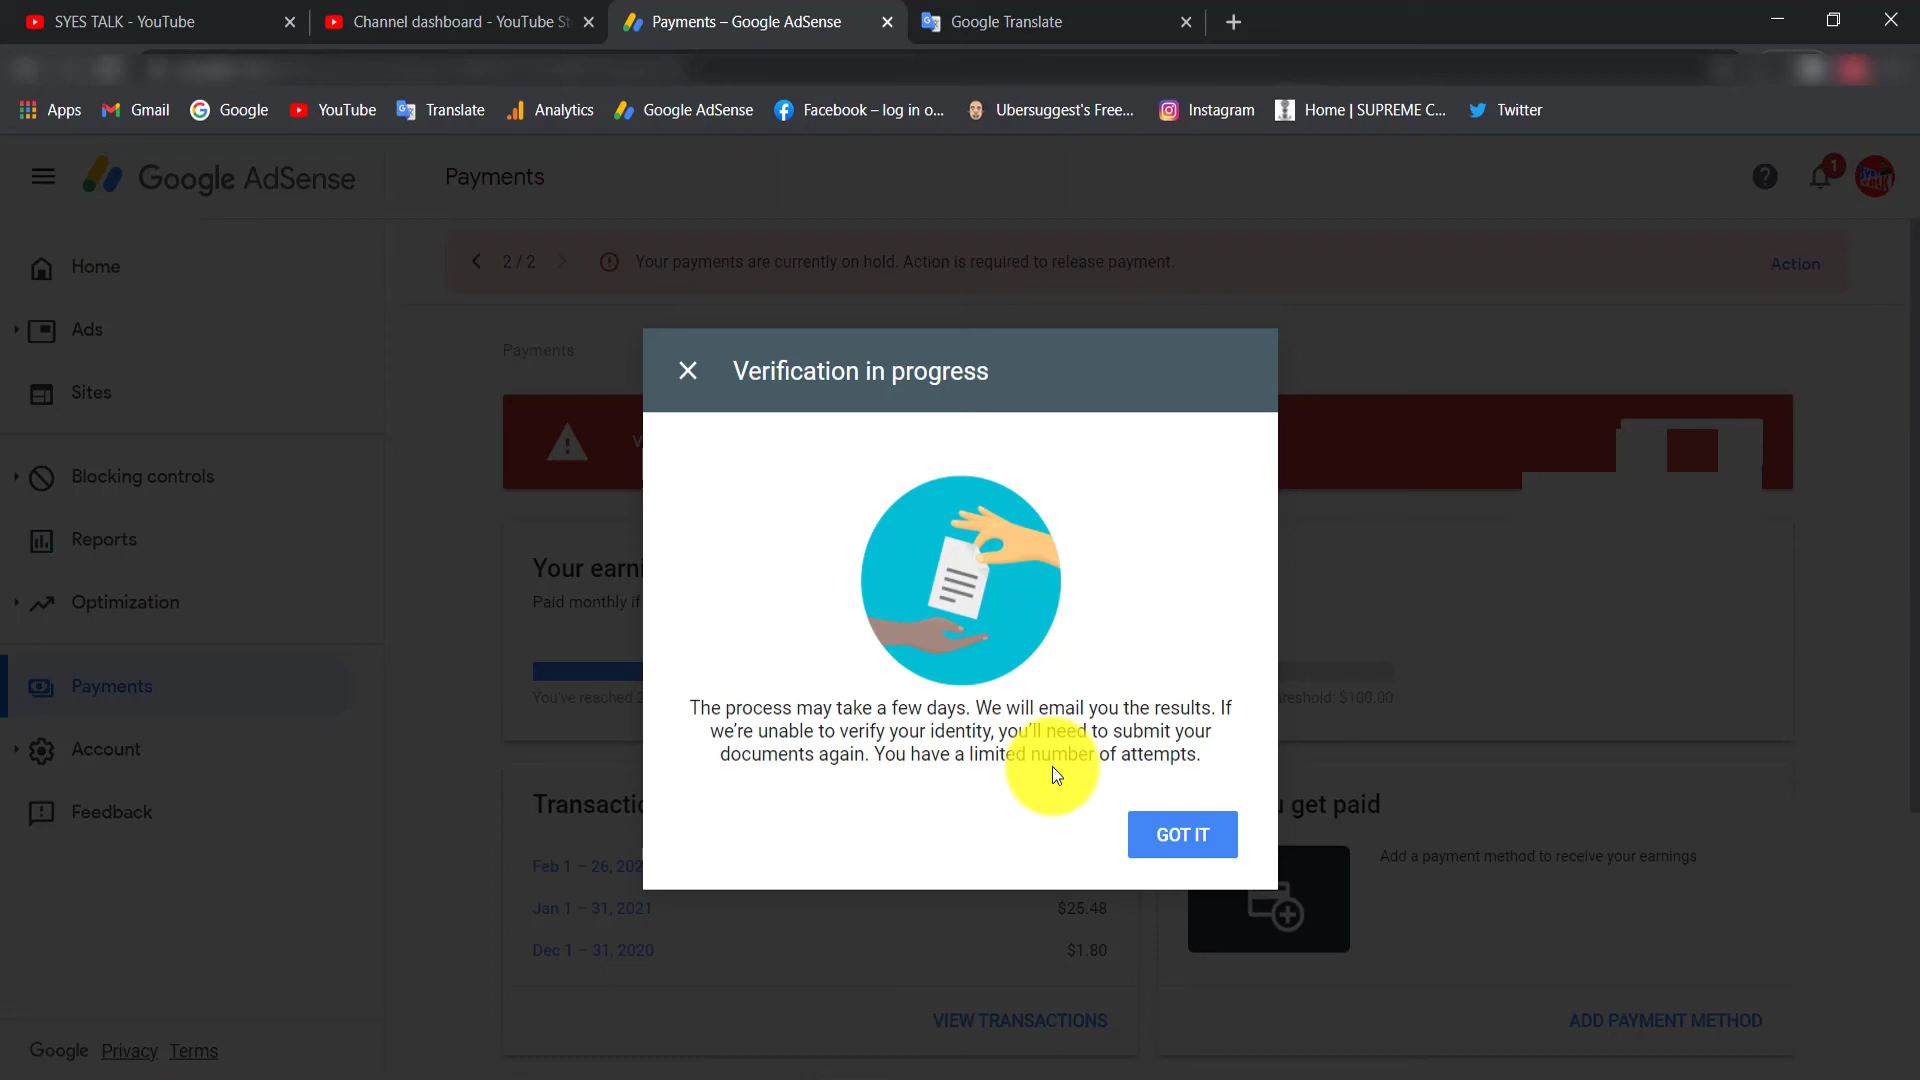 SYES TALK - YouTube
Channel dashboard - YouTube St
Payments – Google AdSense
Google Translate
Apps
Gmail
Google
YouTube
Translate
Analytics
Google AdSense
Facebook – log in o...
Ubersuggest's Free...
Instagram
Home | SUPREME C...
Twitter
Google AdSense
Payments
1
2 / 2
Your payments are currently on hold. Action is required to release payment.
Action
Home
Ads
Sites
Blocking controls
Reports
Optimization
Payments
Account
Feedback
Google Privacy Terms
Payments
Verification in progress
The process may take a few days. We will email you the results. If
we're unable to verify your identity, you'll need to submit your
documents again. You have a limited number of attempts.
GOT IT
Your earni
Paid monthly if
You've reached
reshold: $100.00
Transactio
Feb 1 – 26, 202
Jan 1 – 31, 2021 $25.48
Dec 1 – 31, 2020 $1.80
VIEW TRANSACTIONS
get paid
Add a payment method to receive your earnings
ADD PAYMENT METHOD